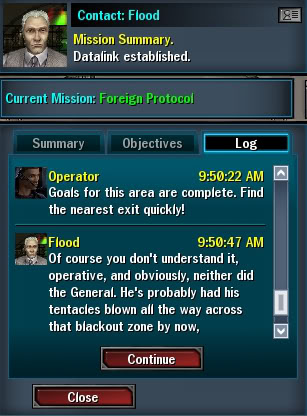 Contact: Flood
Mission Summary.
Datalink established.
Current Mission: Foreign Protocol
Summary
Objectives
Log
Operator 9:50:22 AM
Goals for this area are complete. Find
the nearest exit quickly!
Flood 9:50:47 AM
Of course you don't understand it,
operative, and obviously, neither did
the General. He's probably had his
tentacles blown all the way across
that blackout zone by now,
Continue
Close